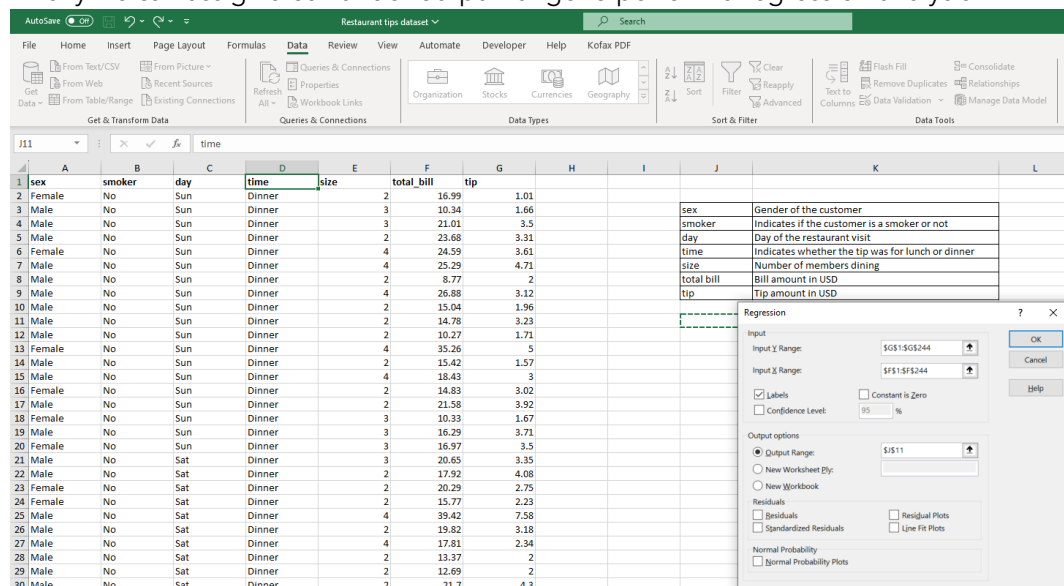 AutoSave Off Restaurant tips dataset Search
File Home Insert Page Layout Formulas Data Review View Automate Developer Help Kofax PDF
Get Data
From Text/CSV From Picture
From Web Recent Sources
From Table/Range Existing Connections
Get & Transform Data
Refresh All
Queries & Connections
Properties
Workbook Links
Queries & Connections
Organization Stocks Currencies Geography
Data Types
Sort Filter
Clear
Reapply
Advanced
Sort & Filter
Text to Columns
Flash Fill Consolidate
Remove Duplicates Relationships
Data Validation Manage Data Model
Data Tools
J11 fx time
A B C D E F G H I J K L
1 sex smoker day time size total_bill tip
2 Female No Sun Dinner 2 16.99 1.01
3 Male No Sun Dinner 3 10.34 1.66 sex Gender of the customer
4 Male No Sun Dinner 3 21.01 3.5 smoker Indicates if the customer is a smoker or not
5 Male No Sun Dinner 2 23.68 3.31 day Day of the restaurant visit
6 Female No Sun Dinner 4 24.59 3.61 time Indicates whether the tip was for lunch or dinner
7 Male No Sun Dinner 4 25.29 4.71 size Number of members dining
8 Male No Sun Dinner 2 8.77 2 total bill Bill amount in USD
9 Male No Sun Dinner 4 26.88 3.12 tip Tip amount in USD
10 Male No Sun Dinner 2 15.04 1.96
11 Male No Sun Dinner 2 14.78 3.23
12 Male No Sun Dinner 2 10.27 1.71
13 Female No Sun Dinner 4 35.26 5
14 Male No Sun Dinner 2 15.42 1.57
15 Male No Sun Dinner 4 18.43 3
16 Female No Sun Dinner 2 14.83 3.02
17 Male No Sun Dinner 2 21.58 3.92
18 Female No Sun Dinner 3 10.33 1.67
19 Male No Sun Dinner 3 16.29 3.71
20 Female No Sun Dinner 3 16.97 3.5
21 Male No Sat Dinner 3 20.65 3.35
22 Male No Sat Dinner 2 17.92 4.08
23 Female No Sat Dinner 2 20.29 2.75
24 Female No Sat Dinner 2 15.77 2.23
25 Male No Sat Dinner 4 39.42 7.58
26 Male No Sat Dinner 2 19.82 3.18
27 Male No Sat Dinner 4 17.81 2.34
28 Male No Sat Dinner 2 13.37 2
29 Male No Sat Dinner 2 12.69 2
30 Male No Sat Dinner 2 21.7 4.3
Regression ? X
Input
Input Y Range: $G$1:$G$244 OK
Input X Range: $F$1:$F$244 Cancel
Help
Labels Constant is Zero
Confidence Level: 95 %
Output options
Output Range: $J$11
New Worksheet Ply:
New Workbook
Residuals
Residuals Residual Plots
Standardized Residuals Line Fit Plots
Normal Probability
Normal Probability Plots